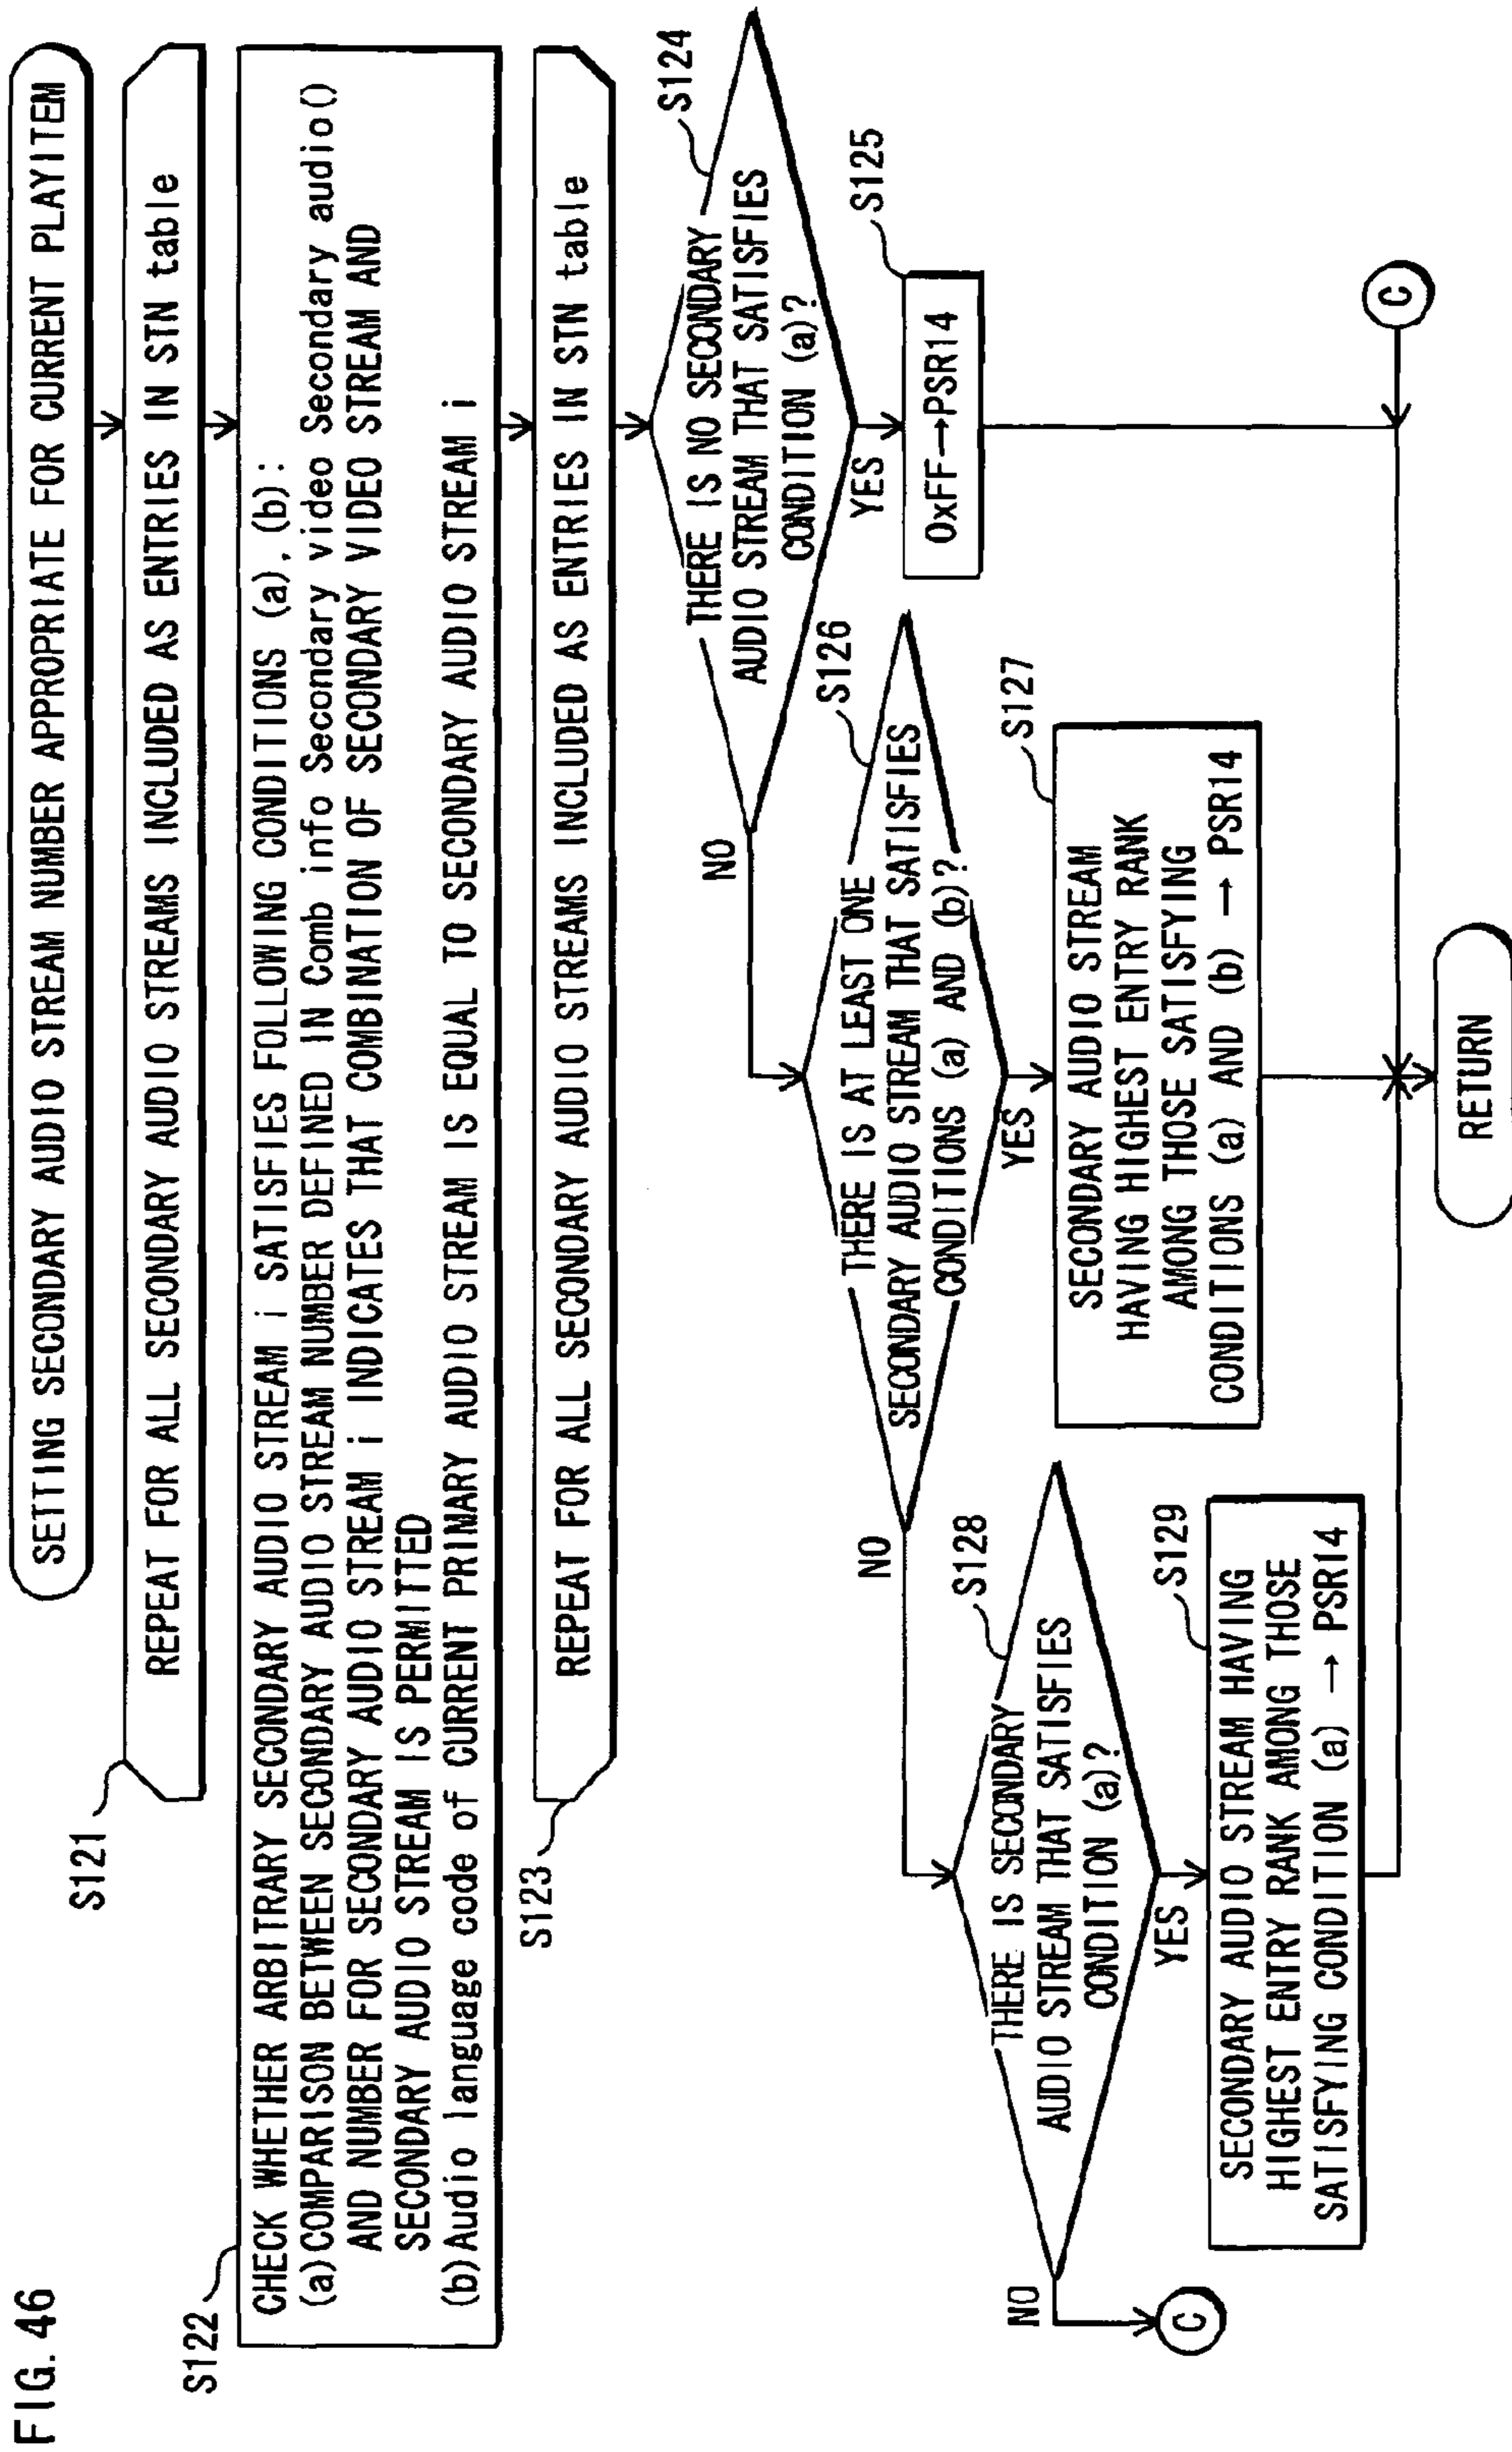 FIG. 46
SETTING SECONDARY AUDIO STREAM NUMBER APPROPRIATE FOR CURRENT PLAYITEM
S121
REPEAT FOR ALL SECONDARY AUDIO STREAMS INCLUDED AS ENTRIES IN STN table
S122
CHECK WHETHER ARBITRARY SECONDARY AUDIO STREAM i SATISFIES FOLLOWING CONDITIONS (a), (b):
(a)COMPARISON BETWEEN SECONDARY AUDIO STREAM NUMBER DEFINED IN Comb info Secondary video Secondary audio()
AND NUMBER FOR SECONDARY AUDIO STREAM i INDICATES THAT COMBINATION OF SECONDARY VIDEO STREAM AND
SECONDARY AUDIO STREAM IS PERMITTED
(b)Audio language code of CURRENT PRIMARY AUDIO STREAM IS EQUAL TO SECONDARY AUDIO STREAM i
S123
REPEAT FOR ALL SECONDARY AUDIO STREAMS INCLUDED AS ENTRIES IN STN table
S124
THERE IS NO SECONDARY
AUDIO STREAM THAT SATISFIES
CONDITION (a)?
NO
YES
S125
0xFF→PSR14
S126
THERE IS AT LEAST ONE
SECONDARY AUDIO STREAM THAT SATISFIES
CONDITIONS (a) AND (b)?
NO
YES
S127
SECONDARY AUDIO STREAM
HAVING HIGHEST ENTRY RANK
AMONG THOSE SATISFYING
CONDITIONS (a) AND (b) → PSR14
S128
THERE IS SECONDARY
AUDIO STREAM THAT SATISFIES
CONDITION (a)?
NO
YES
C
S129
SECONDARY AUDIO STREAM HAVING
HIGHEST ENTRY RANK AMONG THOSE
SATISFYING CONDITION (a) → PSR14
C
RETURN